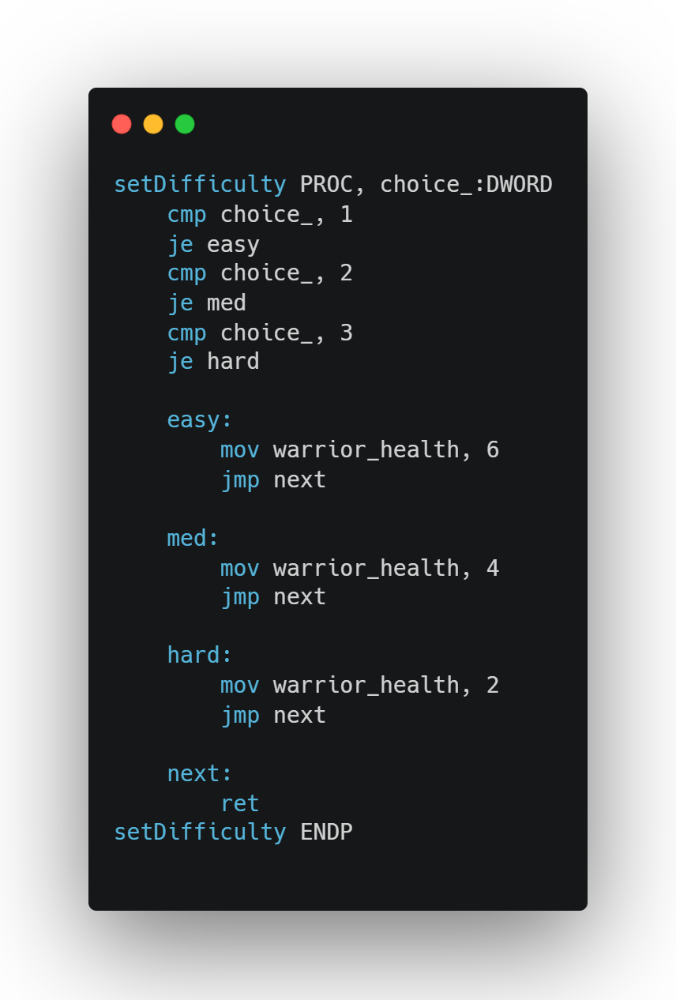 setDifficulty PROC, choice_:DWORD
    cmp choice_, 1
    je easy
    cmp choice_, 2
    je med
    cmp choice_, 3
    je hard

    easy:
        mov warrior_health, 6
        jmp next

    med:
        mov warrior_health, 4
        jmp next

    hard:
        mov warrior_health, 2
        jmp next

    next:
        ret
setDifficulty ENDP